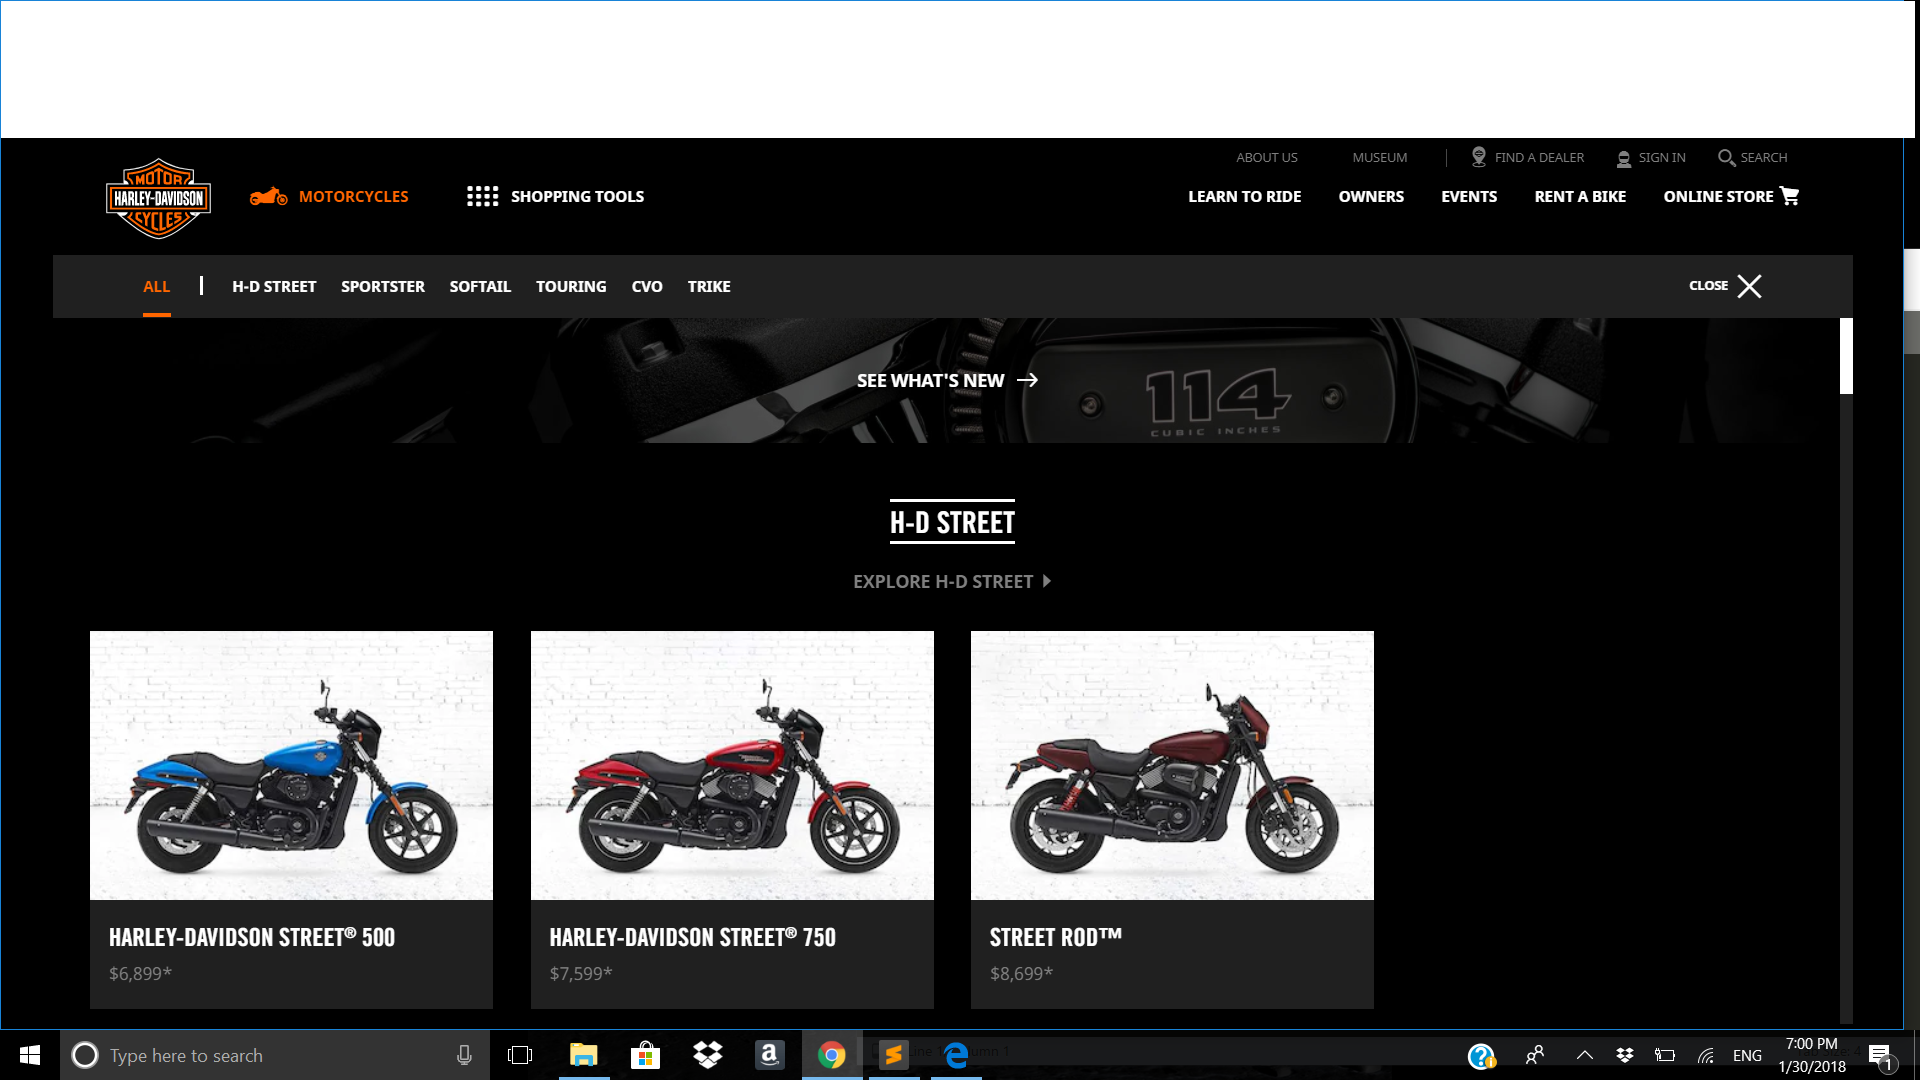 ABOUT US
MUSEUM
FIND A DEALER
SIGN IN
SEARCH
MOTOR
HARLEY-DAVIDSON
CYCLES
MOTORCYCLES
SHOPPING TOOLS
LEARN TO RIDE
OWNERS
EVENTS
RENT A BIKE
ONLINE STORE
ALL
H-D STREET
SPORTSTER
SOFTAIL
TOURING
CVO
TRIKE
CLOSE
SEE WHAT'S NEW
114
CUBIC INCHES
H-D STREET
EXPLORE H-D STREET
HARLEY-DAVIDSON STREET® 500
$6,899*
HARLEY-DAVIDSON STREET® 750
$7,599*
STREET ROD™
$8,699*
Type here to search
ENG
7:00 PM
1/30/2018
1